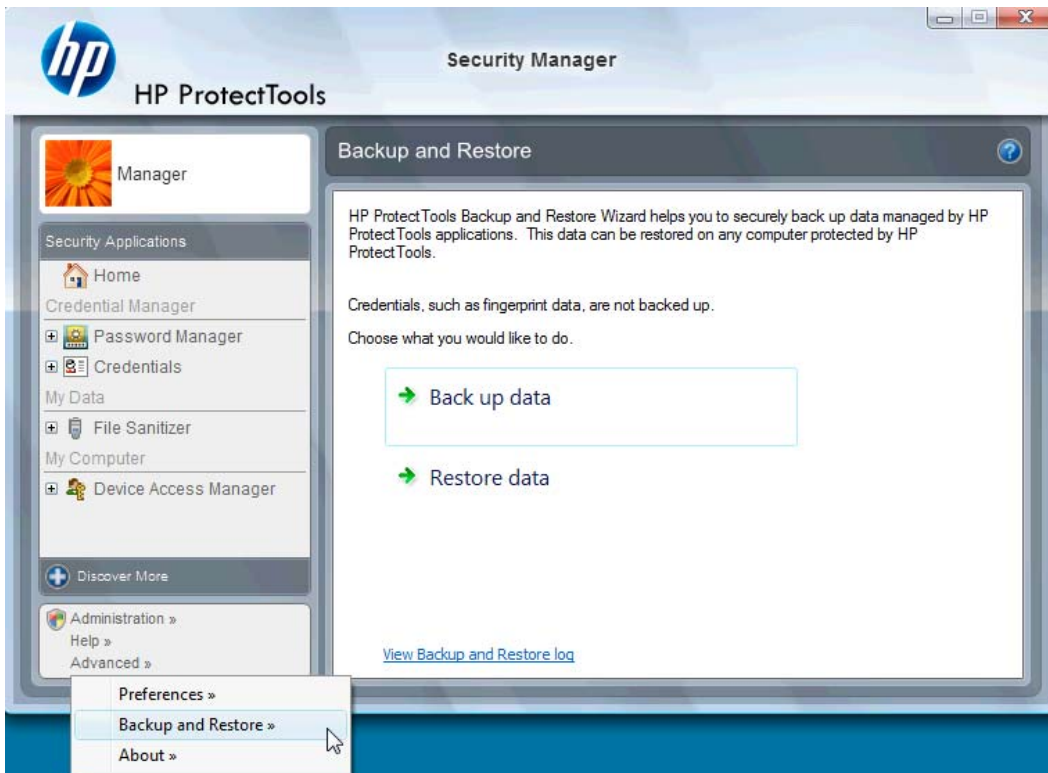 hp
HP ProtectTools
Security Manager
Manager
Security Applications
Home
Credential Manager
Password Manager
Credentials
My Data
File Sanitizer
My Computer
Device Access Manager
Discover More
Administration »
Help »
Advanced »
Preferences »
Backup and Restore »
About »
Backup and Restore
?
HP ProtectTools Backup and Restore Wizard helps you to securely back up data managed by HP
ProtectTools applications. This data can be restored on any computer protected by HP
ProtectTools.
Credentials, such as fingerprint data, are not backed up.
Choose what you would like to do.
Back up data
Restore data
View Backup and Restore log